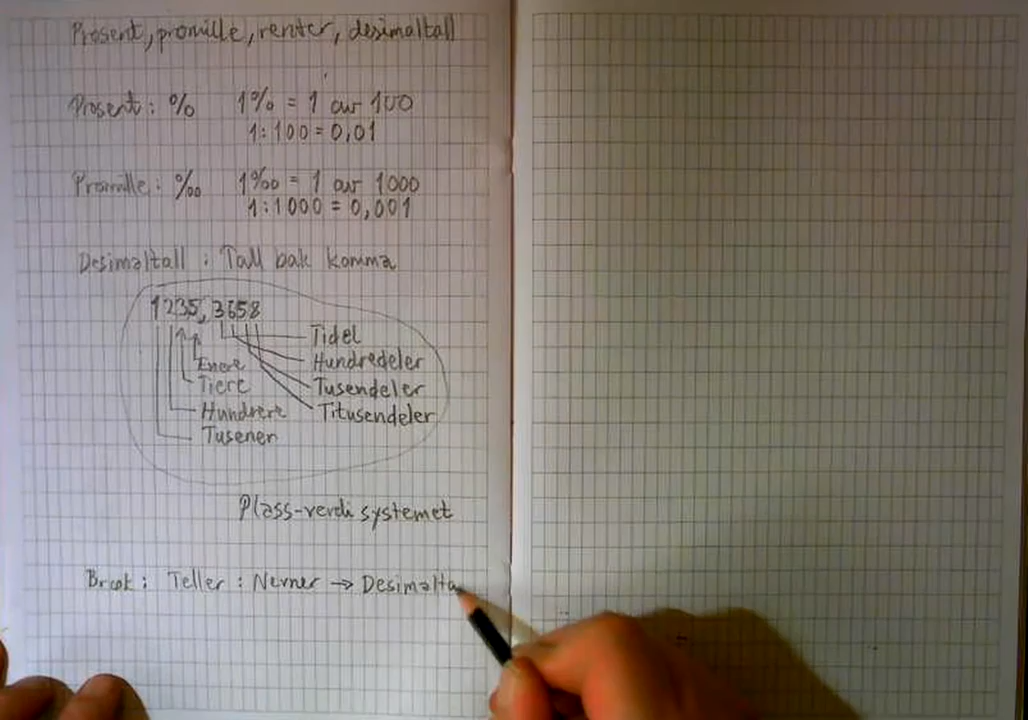 Prosent, promille, renter, desimaltall
Prosent: % 1% = 1 av 100
1:100 = 0,01
Promille: ‰ 1‰ = 1 av 1000
1:1000 = 0,001
Desimaltall: Tall bak komma
1235,3658
Tidel
Enere Hundredeler
Tiere Tusendeler
Hundrere Titusendeler
Tusener
Plass-verdi systemet
Brøk: Teller : Nevner → Desimalta